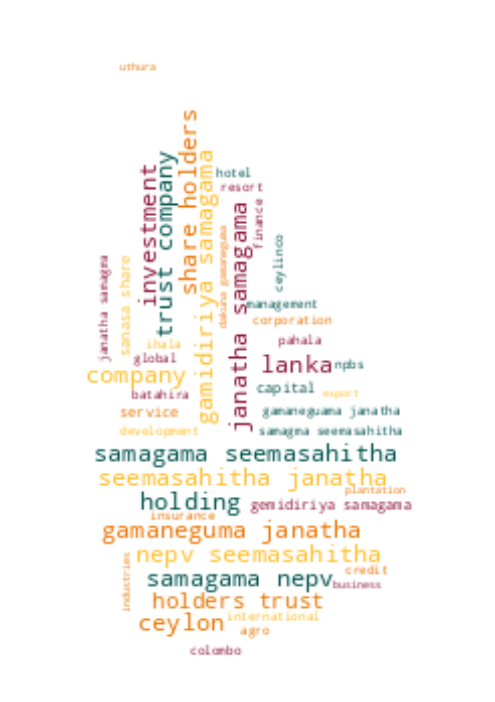 uthura
share holders
investment
trust company
gamidiriya samagama
hotel
resort
janatha samagama
finance
dakuna gamaneguma
ceylinco
janatha samagma
sanasa share
management
corporation
ihala
pahala
global
lanka
npbs
company
capital
batahira
export
service
gamaneguama janatha
development
samagma seemasahitha
samagama seemasahitha
seemasahitha janatha
plantation
holding
gemidiriya samagama
insurance
gamaneguma janatha
nepv seemasahitha
industries
credit
samagama nepv
business
holders trust
ceylon
international
agro
colombo